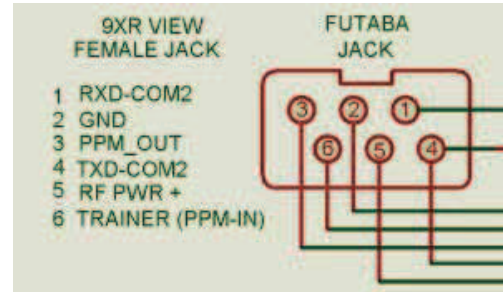 9XR VIEW
FEMALE JACK
FUTABA
JACK
1 RXD-COM2
2 GND
3 PPM_OUT
4 TXD-COM2
5 RF PWR +
6 TRAINER (PPM-IN)
3 2 1
6 5 4